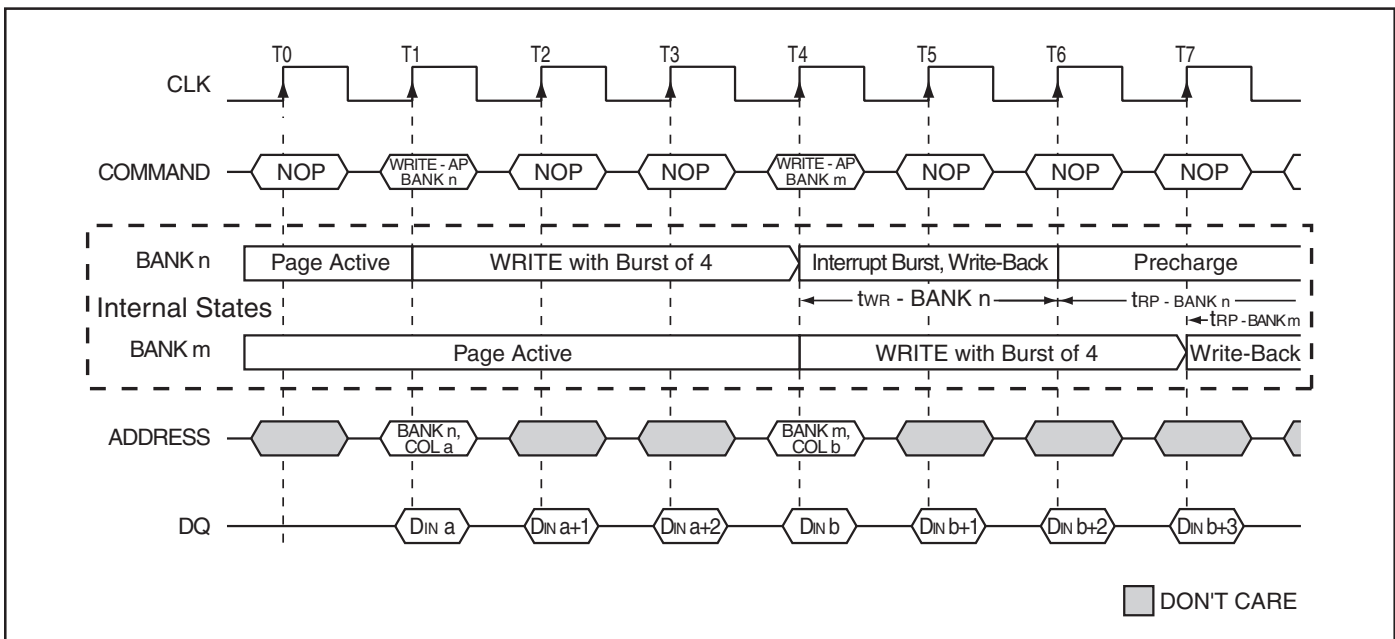 T0 T1 T2 T3 T4 T5 T6 T7
CLK
COMMAND NOP WRITE - AP NOP NOP WRITE - AP NOP NOP NOP
BANK n BANK m
BANK n Page Active WRITE with Burst of 4 Interrupt Burst, Write-Back Precharge
tWR - BANK n tRP - BANK n
Internal States tRP - BANK m
BANK m Page Active WRITE with Burst of 4 Write-Back
ADDRESS BANK n, BANK m,
COL a COL b
DQ DIN a DIN a+1 DIN a+2 DIN b DIN b+1 DIN b+2 DIN b+3
DON'T CARE